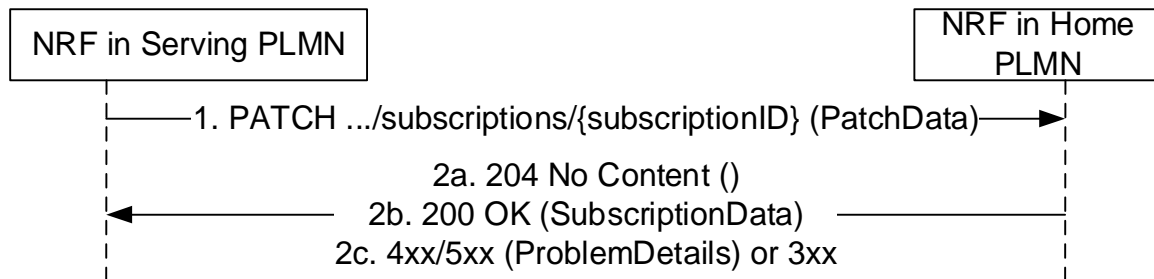 NRF in Serving PLMN
NRF in Home
PLMN
1. PATCH .../subscriptions/{subscriptionID} (PatchData)
2a. 204 No Content ()
2b. 200 OK (SubscriptionData)
2c. 4xx/5xx (ProblemDetails) or 3xx